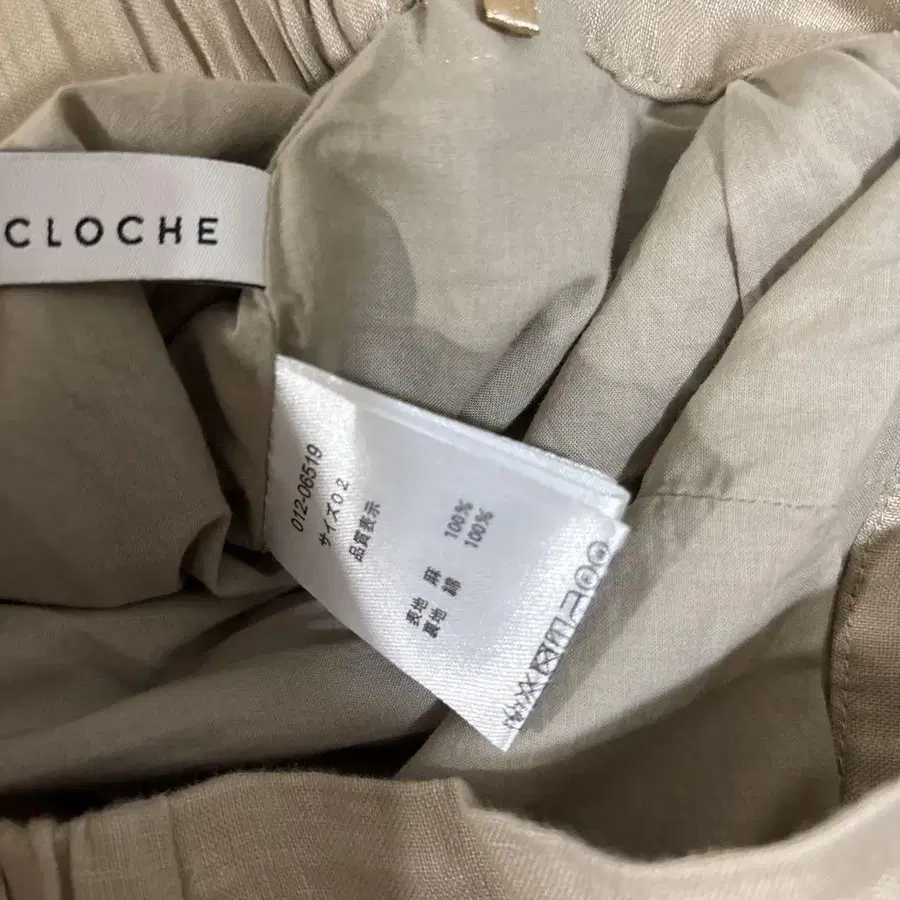 CLOCHE
012-06519
サイズ02
品質表示
表地 麻 100%
裏地 綿 100%